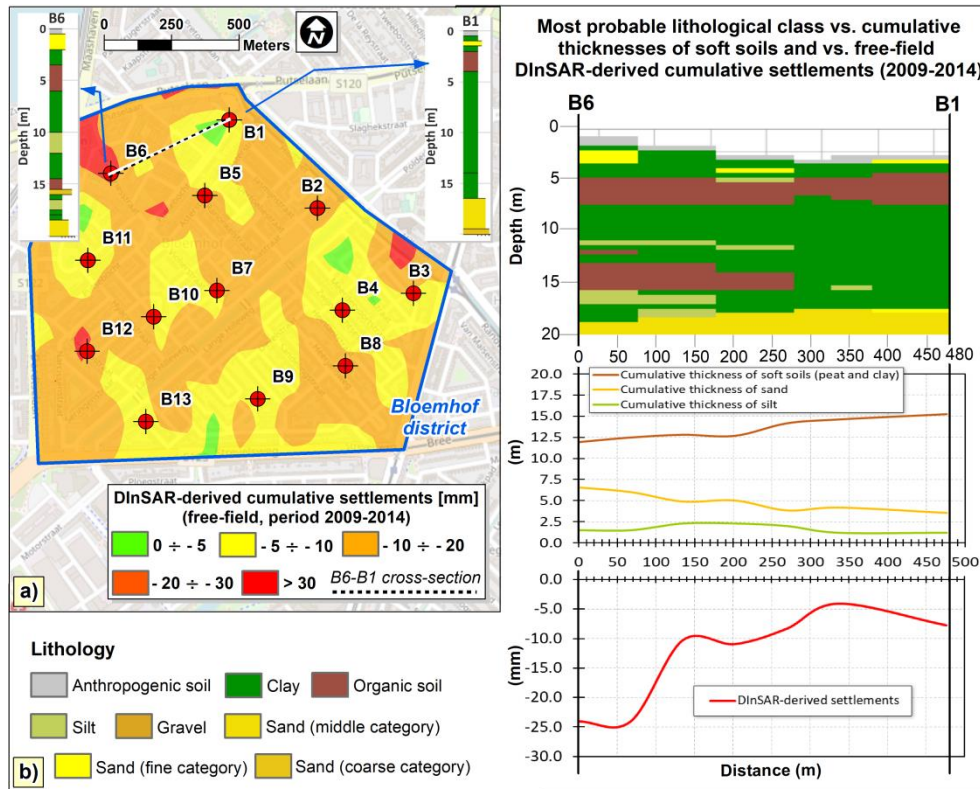 B6
0
250
500
Meters
N
B1
Maashaven
Putselaan
S120
Slaghekstraat
Depth [m]
0
5
10
15
Depth [m]
0
5
10
15
B1
B6
B5
B2
B11
B3
B7
B4
B10
B12
B8
B9
B13
Bloemhof
district
Bree
Motorstraat
DInSAR-derived cumulative settlements [mm]
(free-field, period 2009-2014)
0 ÷ - 5
- 5 ÷ - 10
- 10 ÷ - 20
- 20 ÷ - 30
> 30
B6-B1 cross-section
a)
Lithology
Anthropogenic soil
Clay
Organic soil
Silt
Gravel
Sand (middle category)
Sand (fine category)
Sand (coarse category)
b)
Most probable lithological class vs. cumulative
thicknesses of soft soils and vs. free-field
DInSAR-derived cumulative settlements (2009-2014)
B6
B1
0
5
10
15
20
Depth (m)
0 50 100 150 200 250 300 350 400 450 480
20.0
17.5
15.0
12.5
10.0
7.5
5.0
2.5
0.0
(m)
Cumulative thickness of soft soils (peat and clay)
Cumulative thickness of sand
Cumulative thickness of silt
0 50 100 150 200 250 300 350 400 450 500
0.0
-5.0
-10.0
-15.0
-20.0
-25.0
-30.0
(mm)
DInSAR-derived settlements
Distance (m)